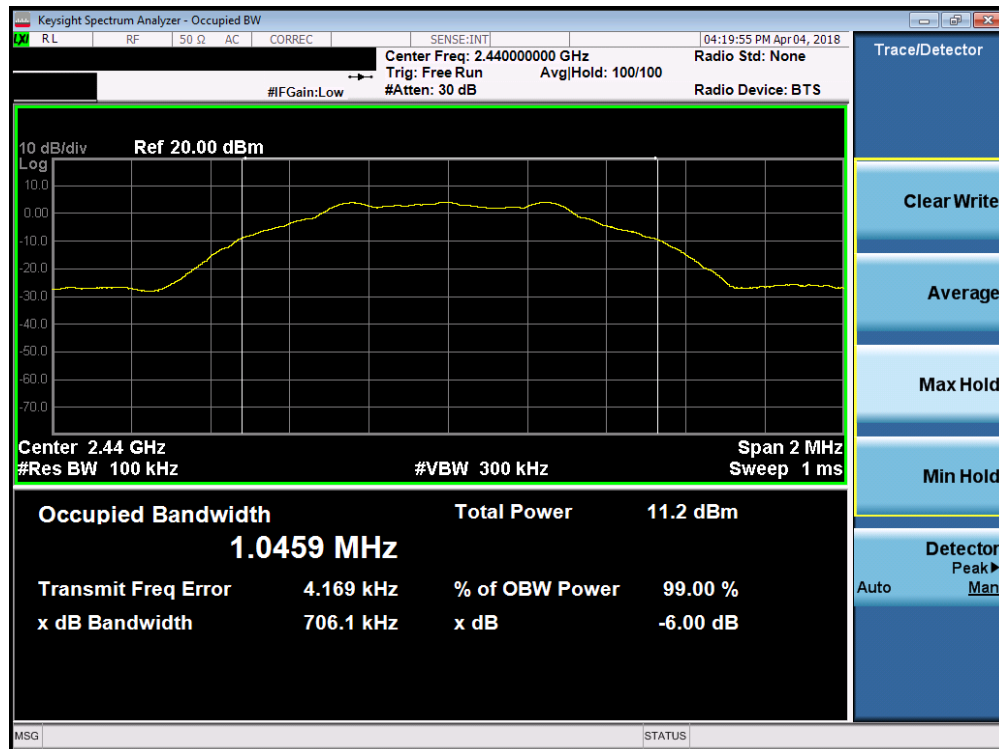 Keysight Spectrum Analyzer - Occupied BW
LXI RL RF 50 Ω AC CORREC SENSE:INT 04:19:55 PM Apr 04, 2018
Center Freq: 2.440000000 GHz Radio Std: None
Trig: Free Run Avg|Hold: 100/100
#IFGain:Low #Atten: 30 dB Radio Device: BTS
10 dB/div Ref 20.00 dBm
Log
10.0
0.00
-10.0
-20.0
-30.0
-40.0
-50.0
-60.0
-70.0
Center 2.44 GHz Span 2 MHz
#Res BW 100 kHz #VBW 300 kHz Sweep 1 ms
Occupied Bandwidth Total Power 11.2 dBm
1.0459 MHz
Transmit Freq Error 4.169 kHz % of OBW Power 99.00 %
x dB Bandwidth 706.1 kHz x dB -6.00 dB
MSG STATUS
Trace/Detector
Clear Write
Average
Max Hold
Min Hold
Detector
Peak▶
Auto Man